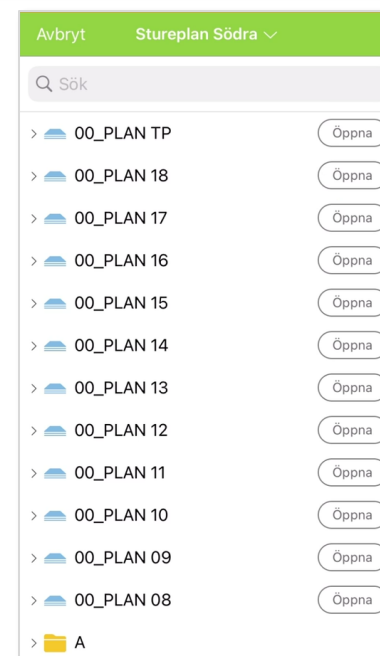 Avbryt Stureplan Södra
Sök
00_PLAN TP Öppna
00_PLAN 18 Öppna
00_PLAN 17 Öppna
00_PLAN 16 Öppna
00_PLAN 15 Öppna
00_PLAN 14 Öppna
00_PLAN 13 Öppna
00_PLAN 12 Öppna
00_PLAN 11 Öppna
00_PLAN 10 Öppna
00_PLAN 09 Öppna
00_PLAN 08 Öppna
A